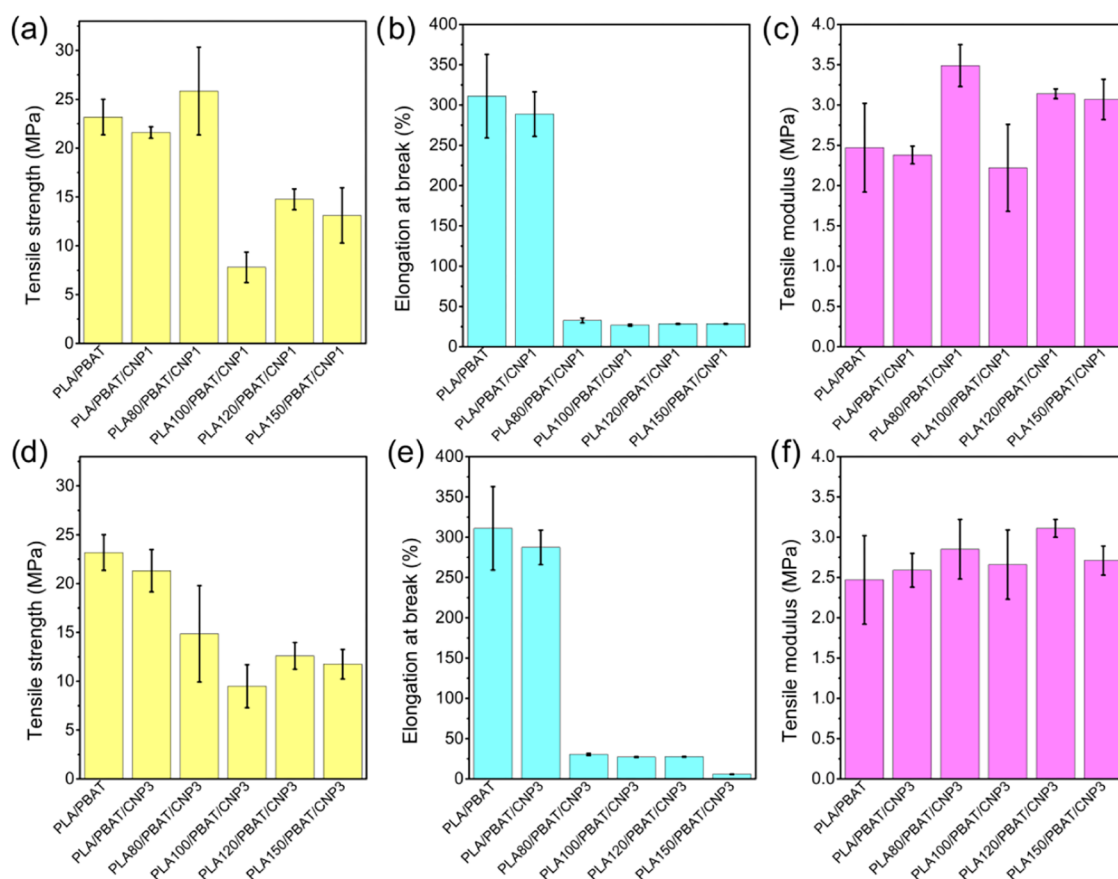 (a)
Tensile strength (MPa)
30
25
20
15
10
5
0
PLA/PBAT
PLA/PBAT/CNP1
PLA80/PBAT/CNP1
PLA100/PBAT/CNP1
PLA120/PBAT/CNP1
PLA150/PBAT/CNP1
(b)
Elongation at break (%)
400
350
300
250
200
150
100
50
0
PLA/PBAT
PLA/PBAT/CNP1
PLA80/PBAT/CNP1
PLA100/PBAT/CNP1
PLA120/PBAT/CNP1
PLA150/PBAT/CNP1
(c)
Tensile modulus (MPa)
4.0
3.5
3.0
2.5
2.0
1.5
1.0
0.5
0.0
PLA/PBAT
PLA/PBAT/CNP1
PLA80/PBAT/CNP1
PLA100/PBAT/CNP1
PLA120/PBAT/CNP1
PLA150/PBAT/CNP1
(d)
Tensile strength (MPa)
30
25
20
15
10
5
0
PLA/PBAT
PLA/PBAT/CNP3
PLA80/PBAT/CNP3
PLA100/PBAT/CNP3
PLA120/PBAT/CNP3
PLA150/PBAT/CNP3
(e)
Elongation at break (%)
400
350
300
250
200
150
100
50
0
PLA/PBAT
PLA/PBAT/CNP3
PLA80/PBAT/CNP3
PLA100/PBAT/CNP3
PLA120/PBAT/CNP3
PLA150/PBAT/CNP3
(f)
Tensile modulus (MPa)
4.0
3.5
3.0
2.5
2.0
1.5
1.0
0.5
0.0
PLA/PBAT
PLA/PBAT/CNP3
PLA80/PBAT/CNP3
PLA100/PBAT/CNP3
PLA120/PBAT/CNP3
PLA150/PBAT/CNP3